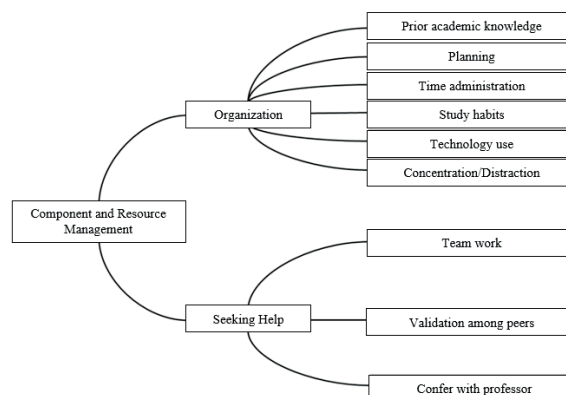 Prior academic knowledge
Planning
Time administration
Organization
Study habits
Technology use
Concentration/Distraction
Component and Resource
Management
Team work
Seeking Help
Validation among peers
Confer with professor